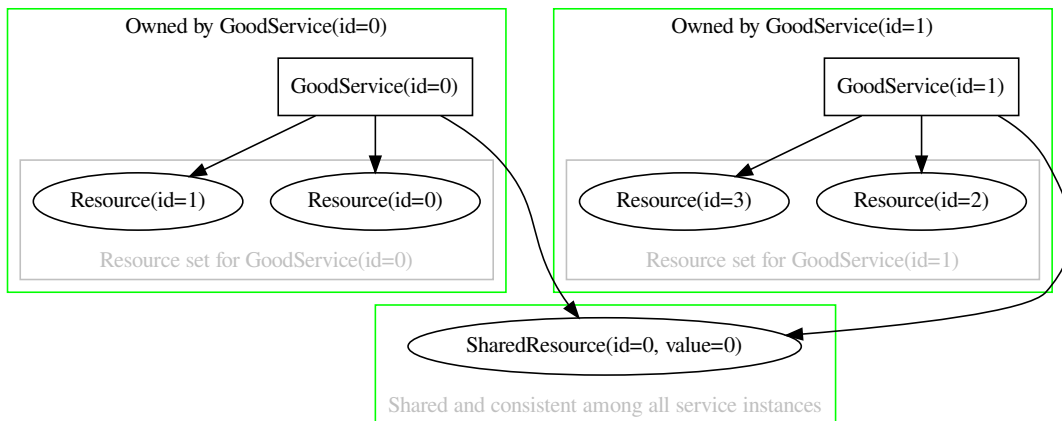 Owned by GoodService(id=0)
Owned by GoodService(id=1)
GoodService(id=0)
GoodService(id=1)
Resource(id=1)
Resource(id=0)
Resource(id=3)
Resource(id=2)
Resource set for GoodService(id=0)
Resource set for GoodService(id=1)
SharedResource(id=0, value=0)
Shared and consistent among all service instances